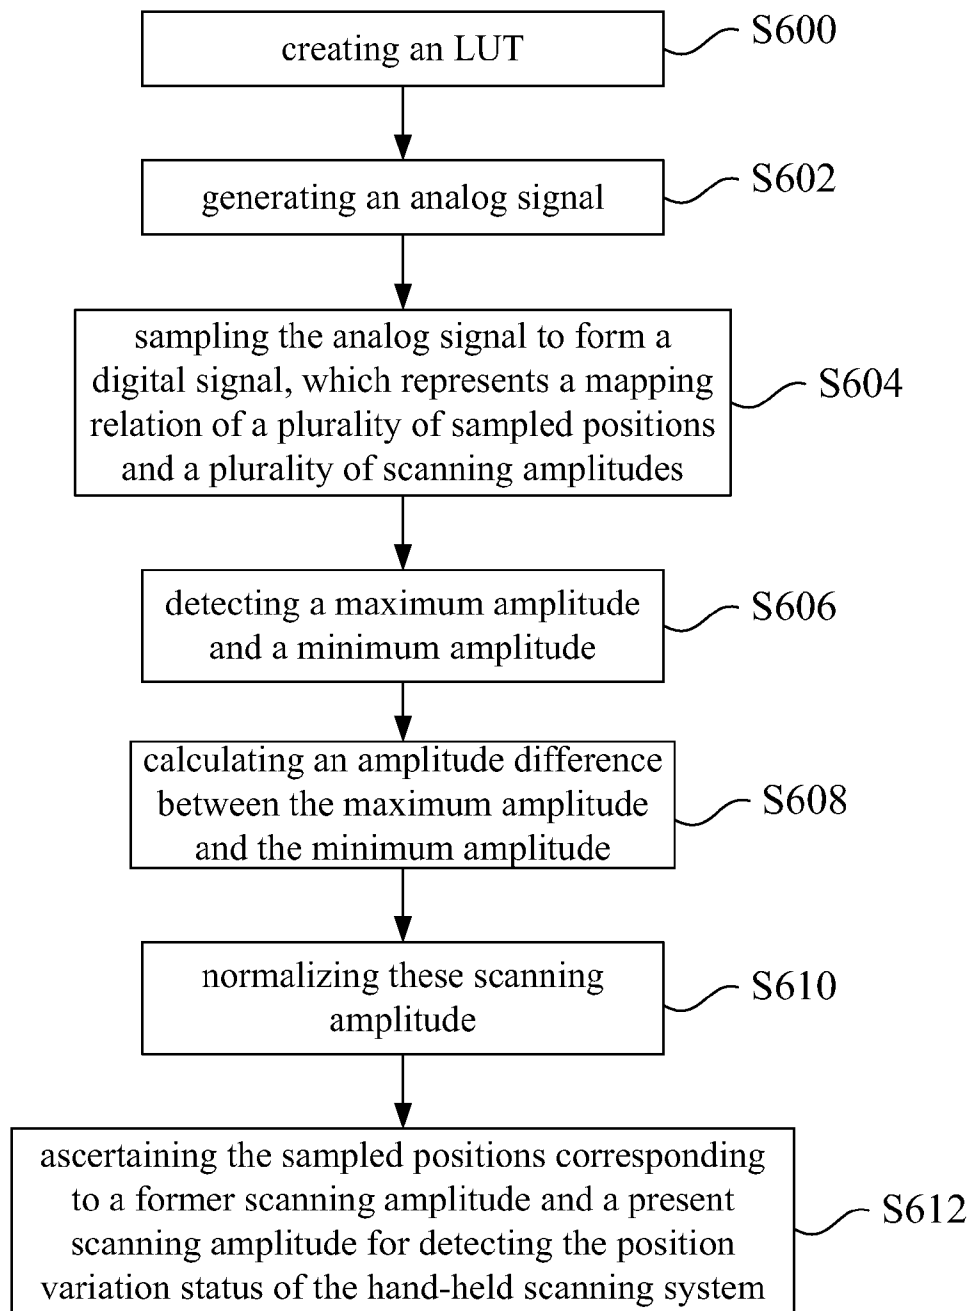 creating an LUT
S600
generating an analog signal
S602
sampling the analog signal to form a
digital signal, which represents a mapping
relation of a plurality of sampled positions
and a plurality of scanning amplitudes
S604
detecting a maximum amplitude
and a minimum amplitude
S606
calculating an amplitude difference
between the maximum amplitude
and the minimum amplitude
S608
normalizing these scanning
amplitude
S610
ascertaining the sampled positions corresponding
to a former scanning amplitude and a present
scanning amplitude for detecting the position
variation status of the hand-held scanning system
S612